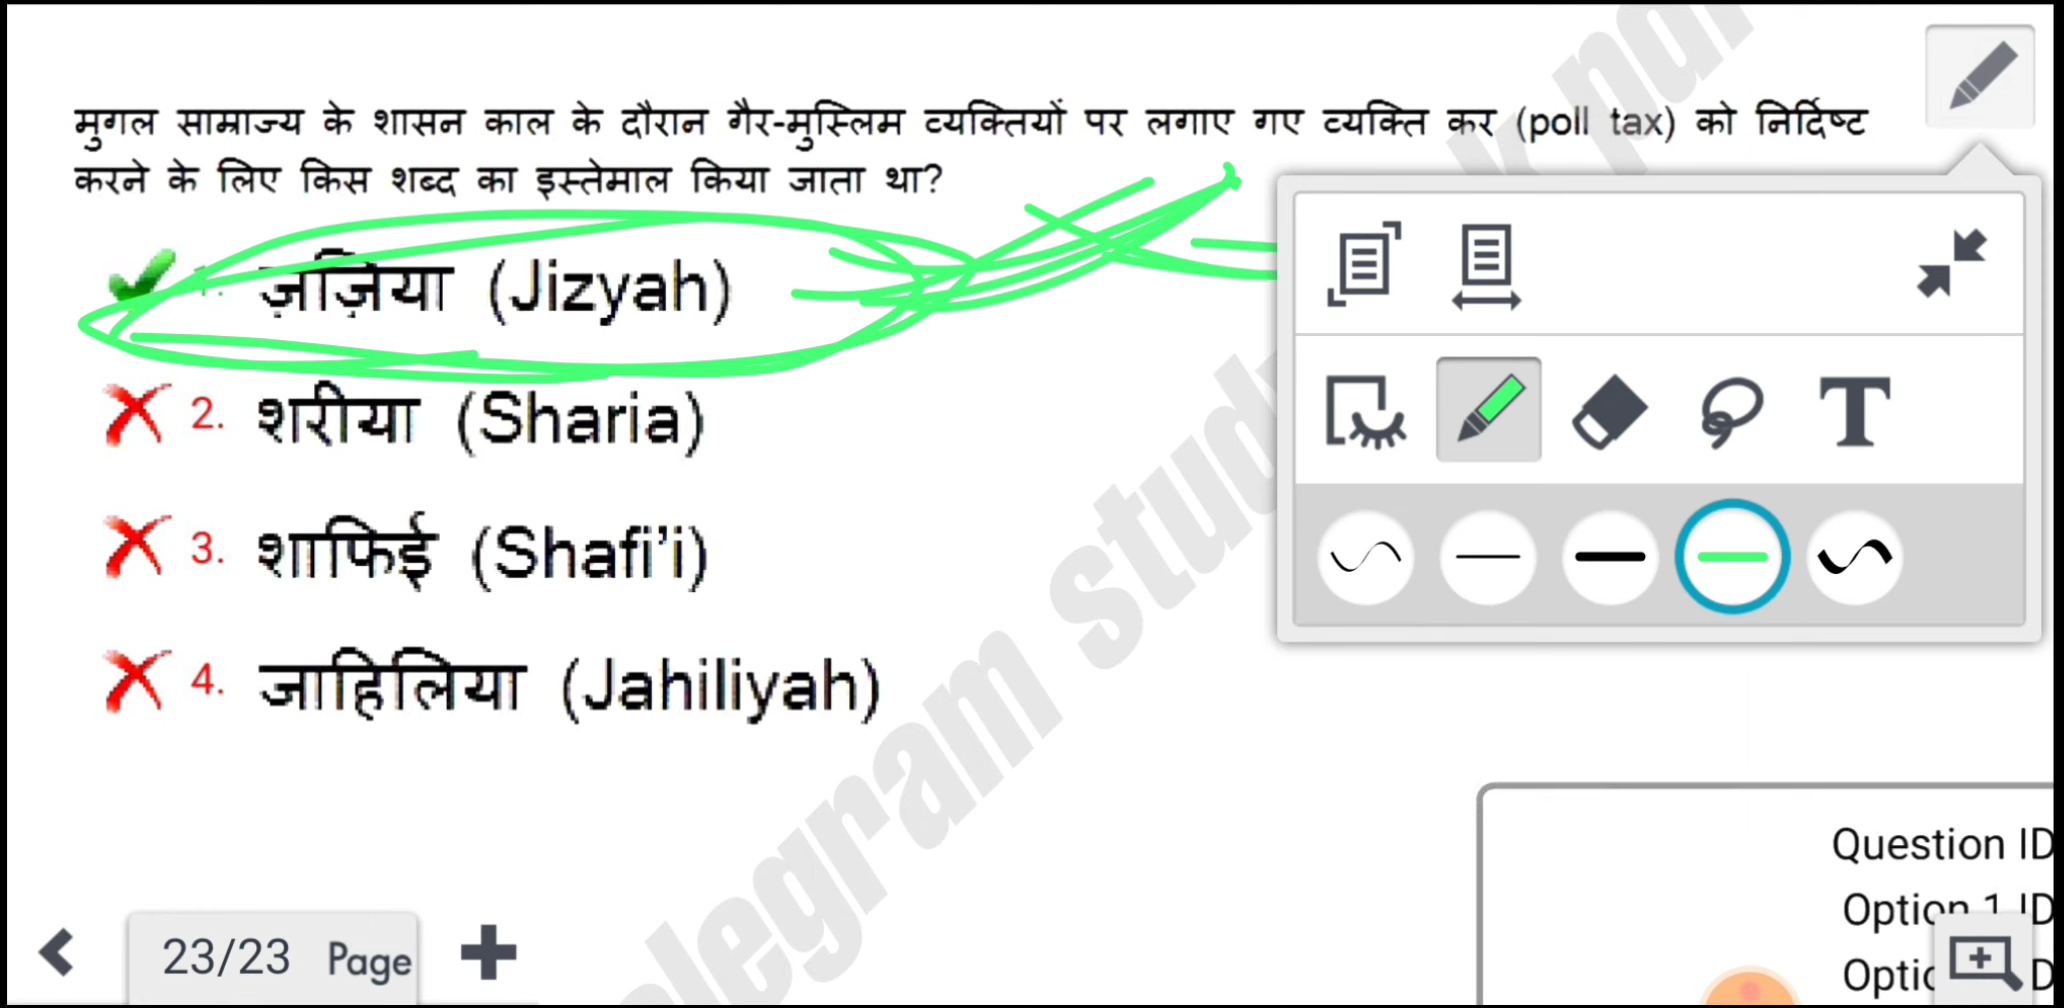 मुगल साम्राज्य के शासन काल के दौरान गैर-मुस्लिम व्यक्तियों पर लगाए गए व्यक्ति कर (poll tax) को निर्दिष्ट
करने के लिए किस शब्द का इस्तेमाल किया जाता था?
1. ज़ज़िया (Jizyah)
2. शरीया (Sharia)
3. शाफिई (Shafi'i)
4. जाहिलिया (Jahiliyah)
T
Question ID
Option 1 ID
23/23 Page